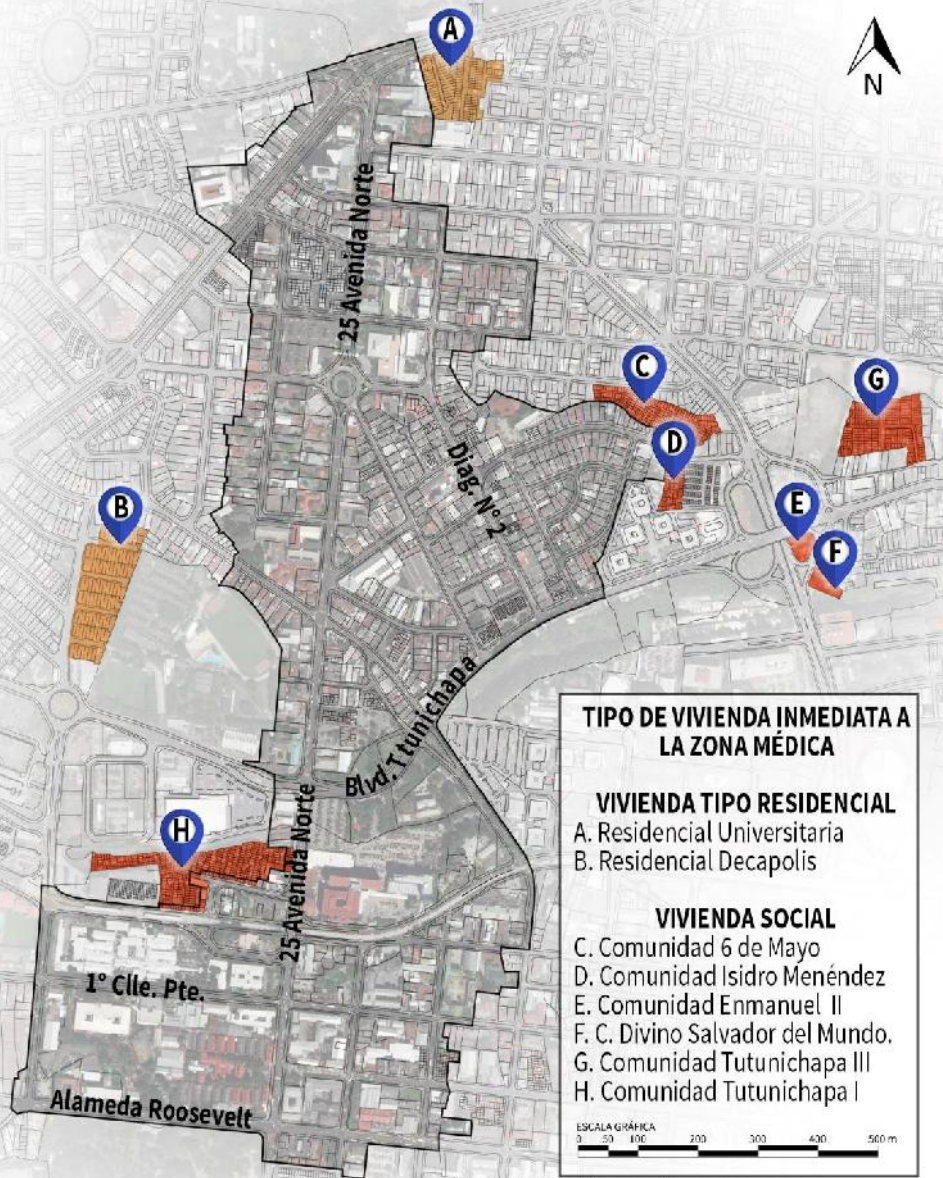 A
N
25 Avenida Norte
C
G
D
Diag. N° 2
B
E
F
Blvd. Ttunichapa
H
25 Avenida Norte
1° Clle. Pte.
Alameda Roosevelt
TIPO DE VIVIENDA INMEDIATA A
LA ZONA MÉDICA
VIVIENDA TIPO RESIDENCIAL
A. Residencial Universitaria
B. Residencial Decapolis
VIVIENDA SOCIAL
C. Comunidad 6 de Mayo
D. Comunidad Isidro Menéndez
E. Comunidad Enmanuel II
F. C. Divino Salvador del Mundo.
G. Comunidad Tutunichapa III
H. Comunidad Tutunichapa I
ESCALA GRÁFICA
0 50 100 200 300 400 500 m